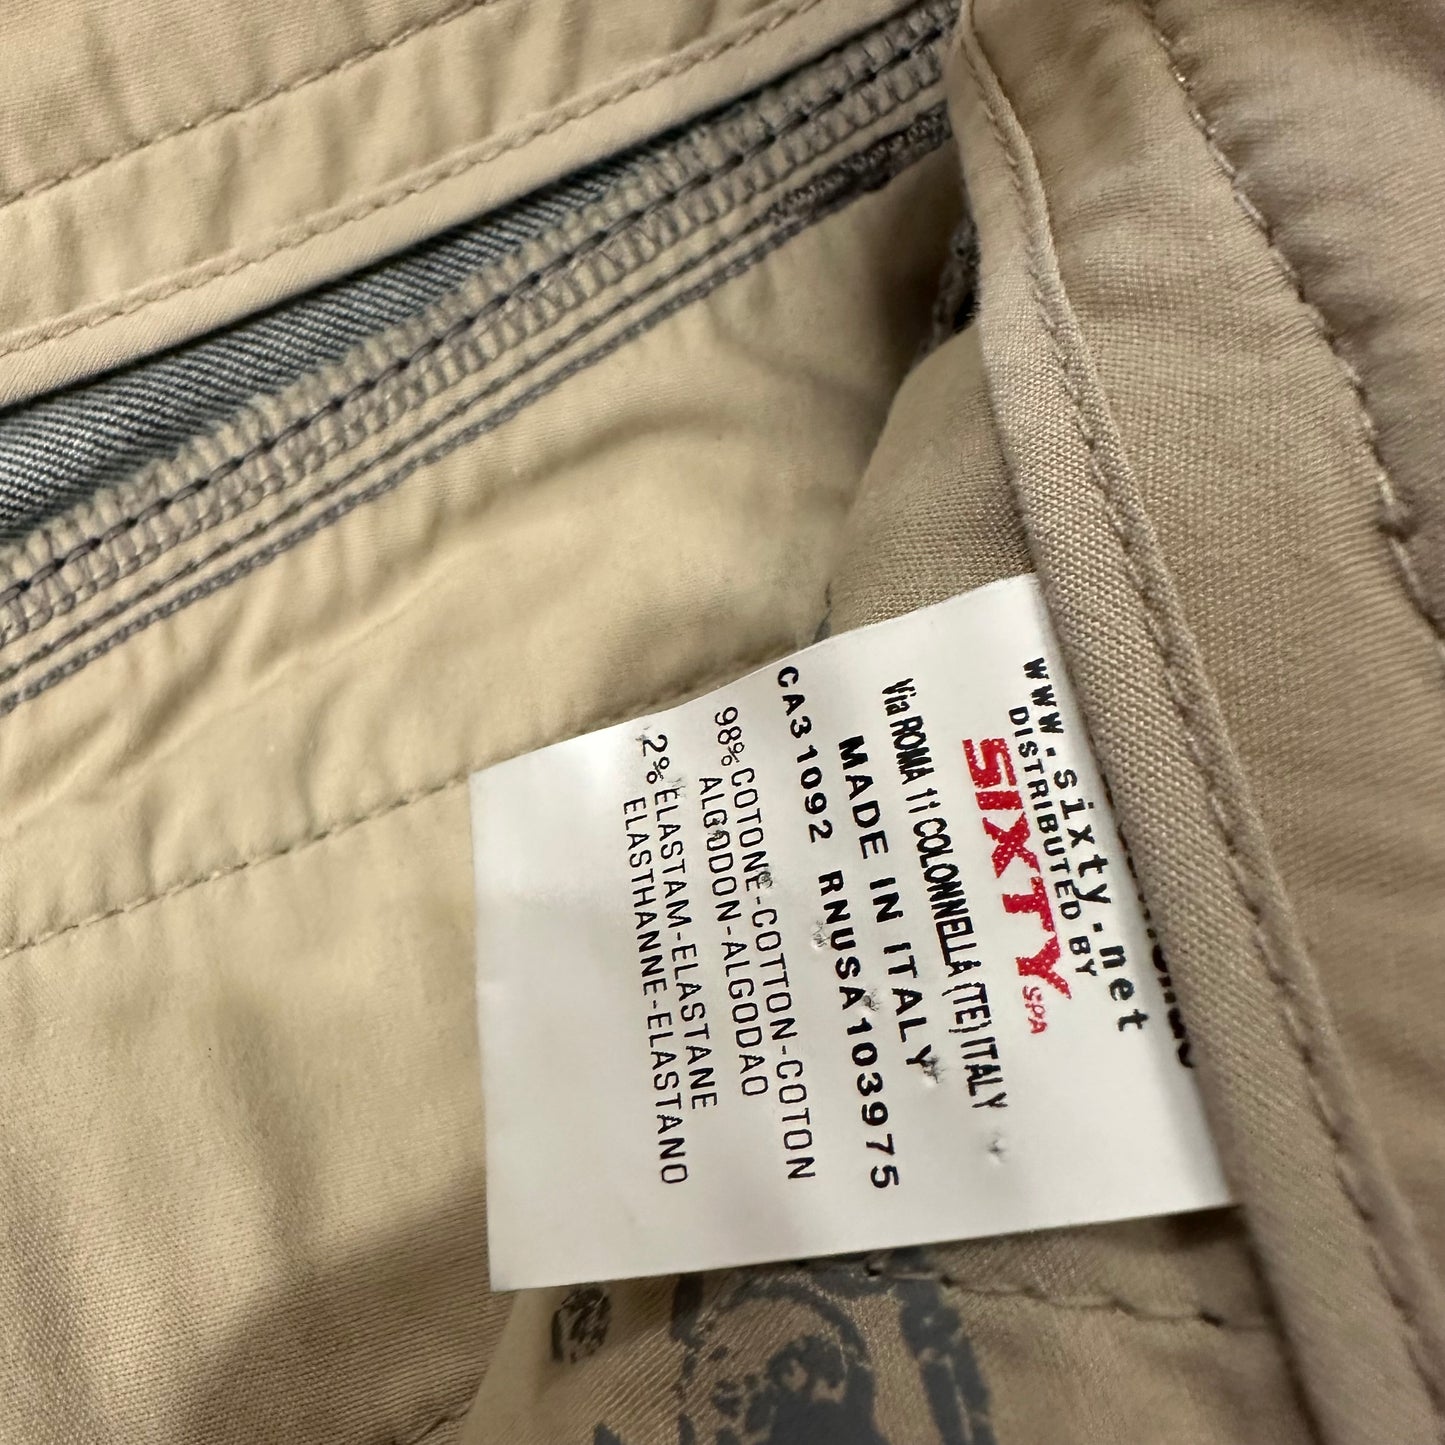 www.sixty.net
DISTRIBUTED BY
SIXTY SPA
Via ROMA 11 COLONNELLA (TE) ITALY
MADE IN ITALY
CA31092 RNUSA103975
98%COTONE-COTTON-COTON
ALGODON-ALGODAO
2%ELASTAM-ELASTANE
ELASTHANNE-ELASTANO